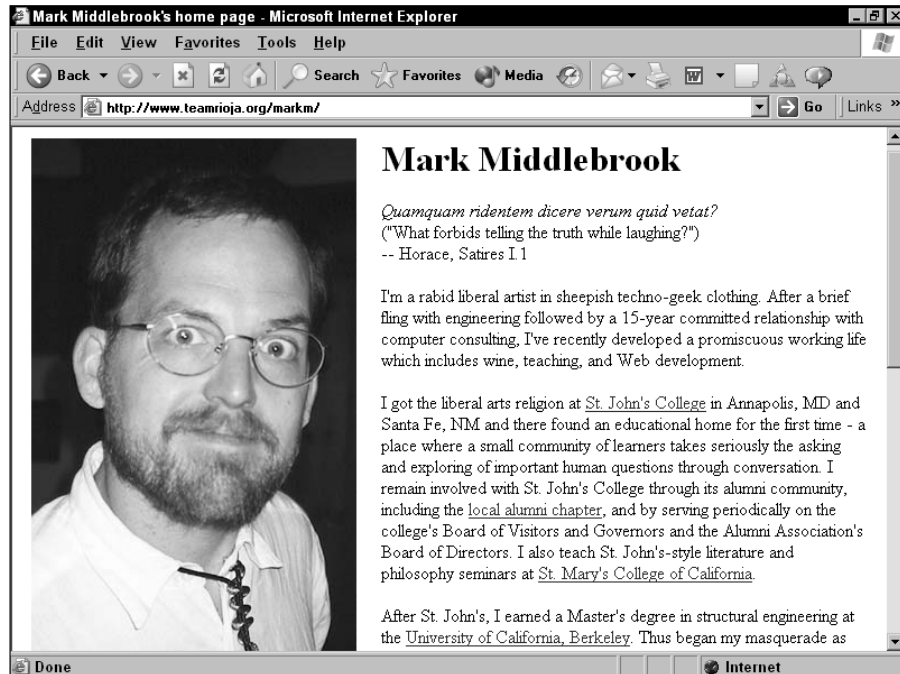 Mark Middlebrook's home page - Microsoft Internet Explorer
File Edit View Favorites Tools Help
Back Search Favorites Media
Address http://www.teamrioja.org/markm/ Go Links »
Mark Middlebrook
Quamquam ridentem dicere verum quid vetat?
("What forbids telling the truth while laughing?")
-- Horace, Satires I.1
I'm a rabid liberal artist in sheepish techno-geek clothing. After a brief
fling with engineering followed by a 15-year committed relationship with
computer consulting, I've recently developed a promiscuous working life
which includes wine, teaching, and Web development.
I got the liberal arts religion at St. John's College in Annapolis, MD and
Santa Fe, NM and there found an educational home for the first time - a
place where a small community of learners takes seriously the asking
and exploring of important human questions through conversation. I
remain involved with St. John's College through its alumni community,
including the local alumni chapter, and by serving periodically on the
college's Board of Visitors and Governors and the Alumni Association's
Board of Directors. I also teach St. John's-style literature and
philosophy seminars at St. Mary's College of California.
After St. John's, I earned a Master's degree in structural engineering at
the University of California, Berkeley. Thus began my masquerade as
Done Internet